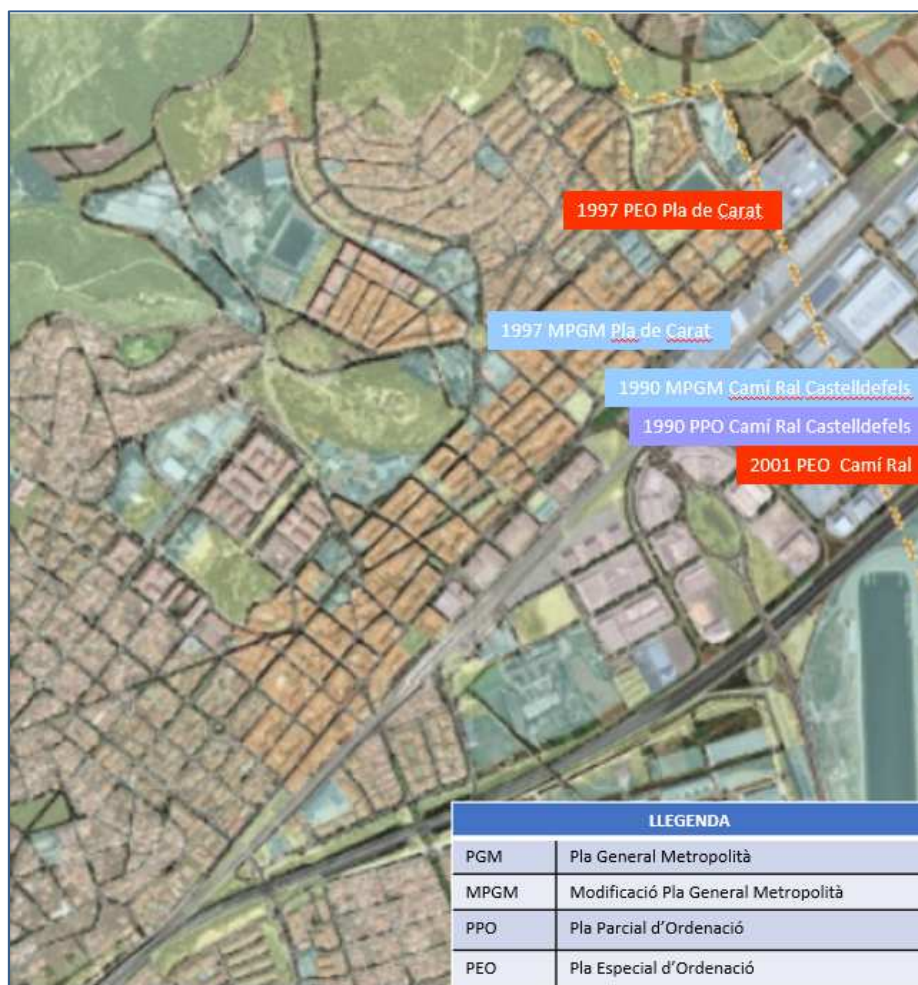 1997 PEO Pla de Carat
1997 MPGM Pla de Carat
1990 MPGM Camí Ral Castelldefels
1990 PPO Camí Ral Castelldefels
2001 PEO Camí Ral
LLEGENDA
PGM Pla General Metropolità
MPGM Modificació Pla General Metropolità
PPO Pla Parcial d'Ordenació
PEO Pla Especial d'Ordenació